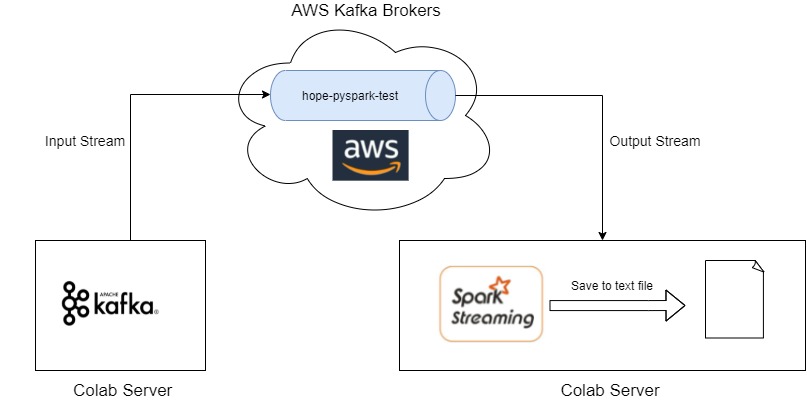 AWS Kafka Brokers
hope-pyspark-test
aws
Input Stream
Output Stream
APACHE
kafka®
Spark
Streaming
Save to text file
Colab Server
Colab Server